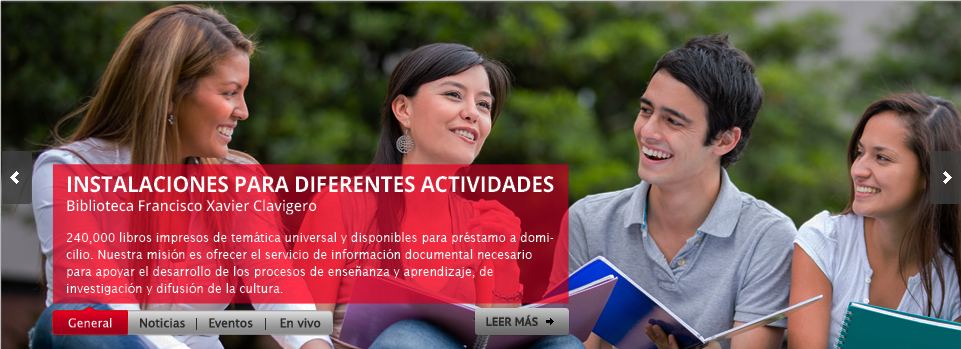 INSTALACIONES PARA DIFERENTES ACTIVIDADES
Biblioteca Francisco Xavier Clavigero
240,000 libros impresos de temática universal y disponibles para préstamo a domi-
cilio. Nuestra misión es ofrecer el servicio de información documental necesario
para apoyar el desarrollo de los procesos de enseñanza y aprendizaje, de
investigación y difusión de la cultura.
General Noticias | Eventos | En vivo
LEER MÁS